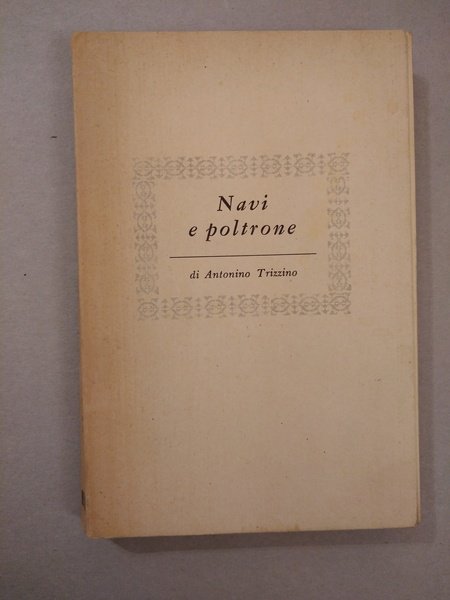 Navi
e poltrone
di Antonino Trizzino